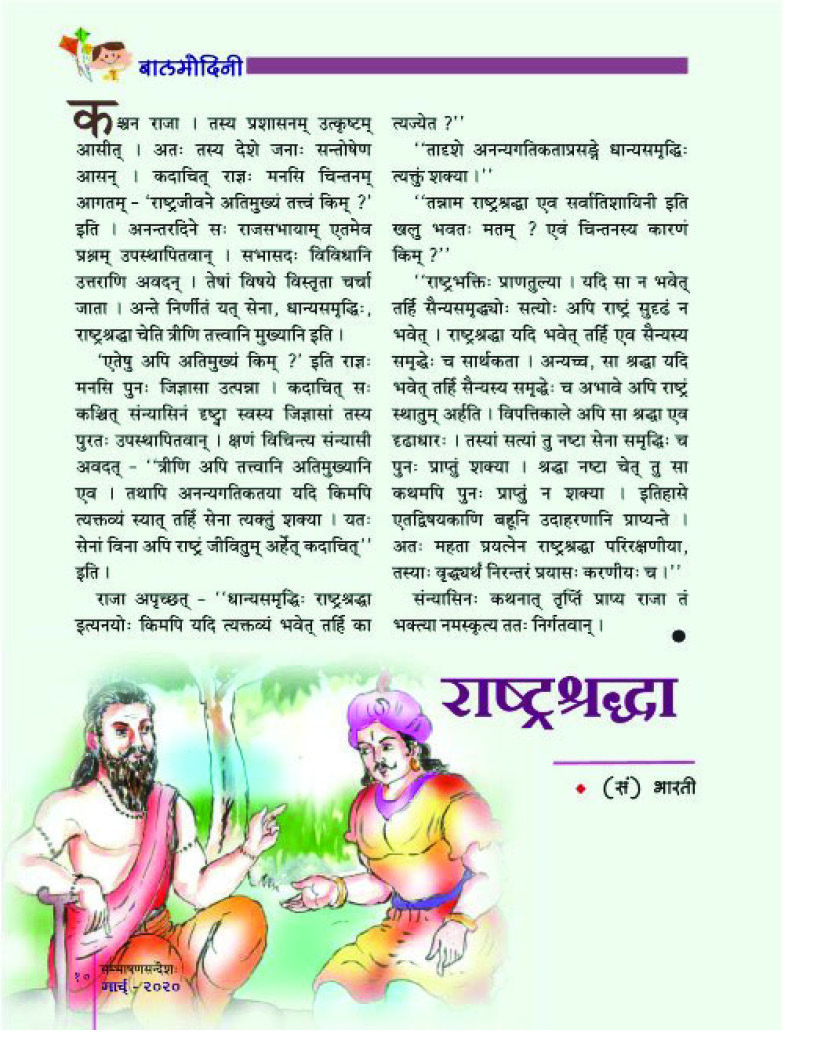 बालमोदिनी
कश्चन राजा । तस्य प्रशासनम् उत्कृष्टम्
आसीत् । अतः तस्य देशे जनाः सन्तोषेण
आसन् । कदाचित् राज्ञः मनसि चिन्तनम्
आगतम् - 'राष्ट्रजीवने अतिमुख्यं तत्त्वं किम् ?'
इति । अनन्तरदिने सः राजसभायाम् एतमेव
प्रश्नम् उपस्थापितवान् । सभासदः विविधानि
उत्तराणि अवदन् । तेषां विषये विस्तृता चर्चा
जाता । अन्ते निर्णीतं यत् सेना, धान्यसमृद्धिः,
राष्ट्रश्रद्धा चेति त्रीणि तत्त्वानि मुख्यानि इति ।
'एतेषु अपि अतिमुख्यं किम् ?' इति राज्ञः
मनसि पुनः जिज्ञासा उत्पन्ना । कदाचित् सः
कञ्चित् संन्यासिनं दृष्ट्वा स्वस्य जिज्ञासां तस्य
पुरतः उपस्थापितवान् । क्षणं विचिन्त्य संन्यासी
अवदत् - ''त्रीणि अपि तत्त्वानि अतिमुख्यानि
एव । तथापि अनन्यगतिकतया यदि किमपि
त्यक्तव्यं स्यात् तर्हि सेना त्यक्तुं शक्या । यतः
सेनां विना अपि राष्ट्रं जीवितुम् अर्हेत् कदाचित्''
इति ।
राजा अपृच्छत् - ''धान्यसमृद्धिः राष्ट्रश्रद्धा
इत्यनयोः किमपि यदि त्यक्तव्यं भवेत् तर्हि का
त्यज्येत ?''
''तादृशे अनन्यगतिकताप्रसङ्गे धान्यसमृद्धिः
त्यक्तुं शक्या ।''
''तन्नाम राष्ट्रश्रद्धा एव सर्वातिशायिनी इति
खलु भवतः मतम् ? एवं चिन्तनस्य कारणं
किम् ?''
''राष्ट्रभक्तिः प्राणतुल्या । यदि सा न भवेत्
तर्हि सैन्यसमृद्ध्योः सत्योः अपि राष्ट्रं सुदृढं न
भवेत् । राष्ट्रश्रद्धा यदि भवेत् तर्हि एव सैन्यस्य
समृद्धेः च सार्थकता । अन्यच्च, सा श्रद्धा यदि
भवेत् तर्हि सैन्यस्य समृद्धेः च अभावे अपि राष्ट्रं
स्थातुम् अर्हति । विपत्तिकाले अपि सा श्रद्धा एव
दृढाधारः । तस्यां सत्यां तु नष्टा सेना समृद्धिः च
पुनः प्राप्तुं शक्या । श्रद्धा नष्टा चेत् तु सा
कथमपि पुनः प्राप्तुं न शक्या । इतिहासे
एतद्विषयकाणि बहूनि उदाहरणानि प्राप्यन्ते ।
अतः महता प्रयत्नेन राष्ट्रश्रद्धा परिरक्षणीया,
तस्याः वृद्ध्यर्थं निरन्तरं प्रयासः करणीयः च ।''
संन्यासिनः कथनात् तृप्तिं प्राप्य राजा तं
भक्त्या नमस्कृत्य ततः निर्गतवान् ।
राष्ट्रश्रद्धा
(सं) भारती
१० सम्भाषणसन्देशः
मार्च् - २०२०